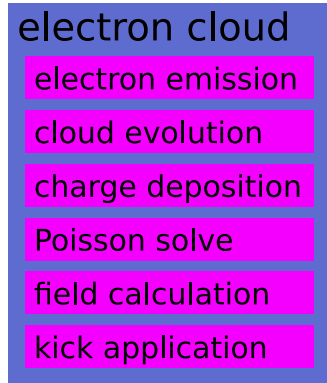 electron cloud
electron emission
cloud evolution
charge deposition
Poisson solve
field calculation
kick application